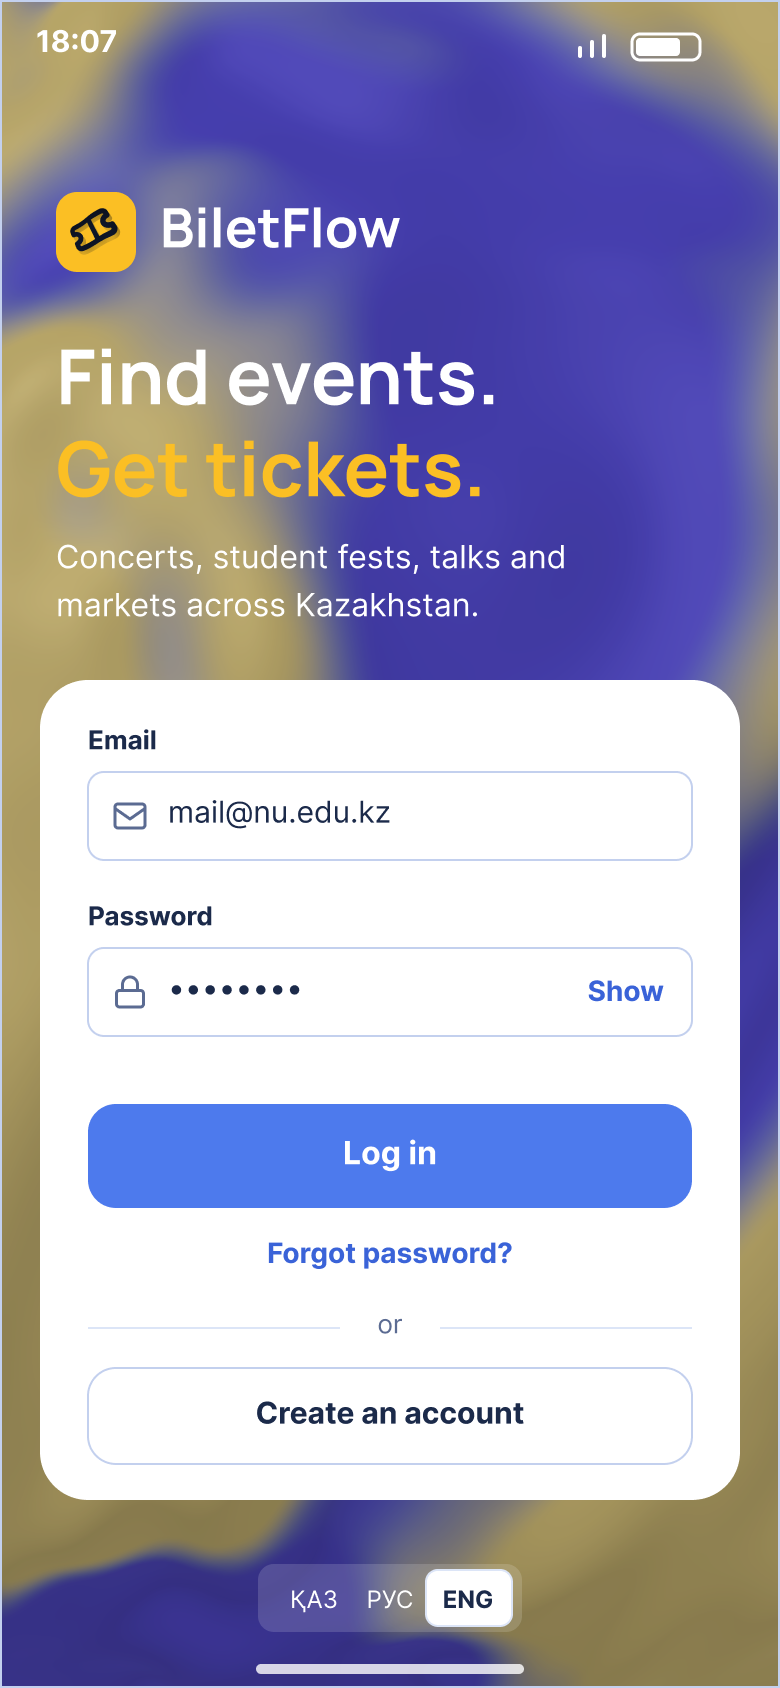 18:07
BiletFlow
Find events.
Get tickets.
Concerts, student fests, talks and
markets across Kazakhstan.
Email
mail@nu.edu.kz
Password
••••••••
Show
Log in
Forgot password?
or
Create an account
ҚАЗ РУС ENG